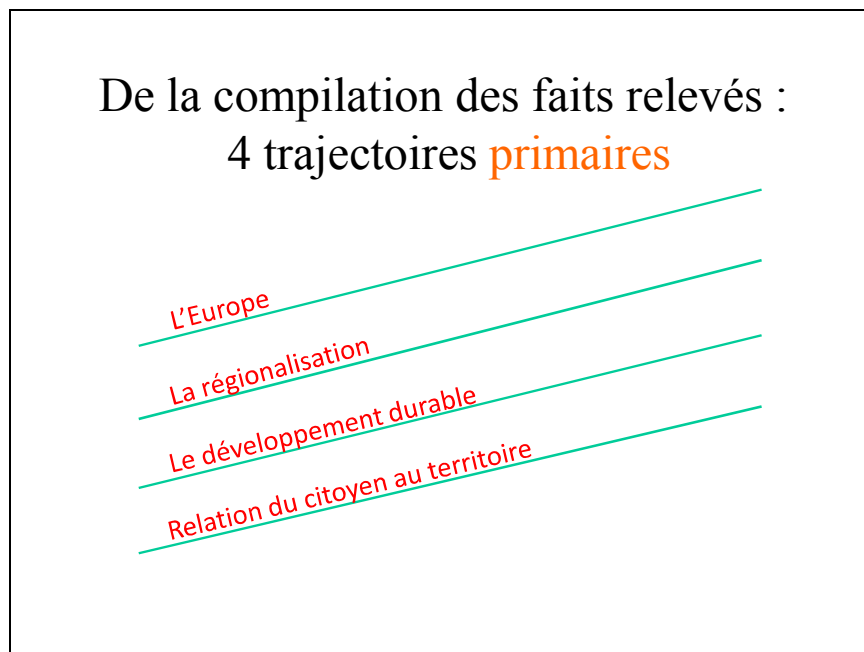 De la compilation des faits relevés :
4 trajectoires primaires
L’Europe
La régionalisation
Le développement durable
Relation du citoyen au territoire